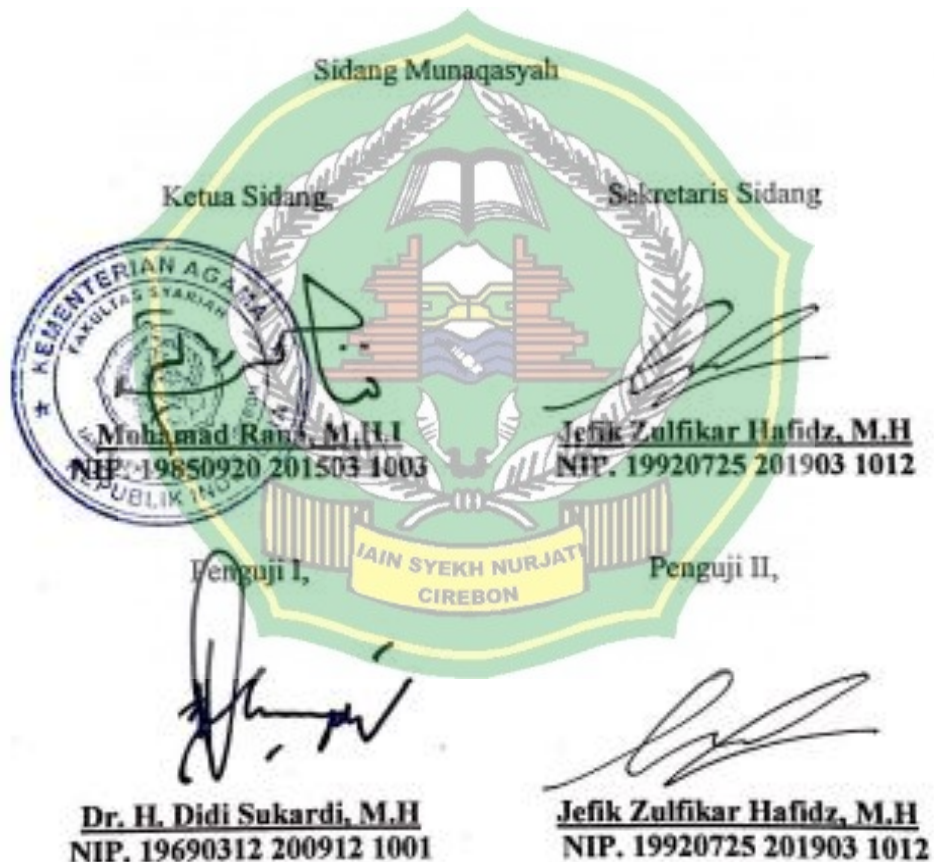 Sidang Munaqasyah
Ketua Sidang,
Sekretaris Sidang
KEMENTERIAN AGAMA
FAKULTAS SYARIAH
REPUBLIK INDONESIA
Mohamad Rana, M.H.I
NIP. 19850920 201503 1003
Jefik Zulfikar Hafidz, M.H
NIP. 19920725 201903 1012
IAIN SYEKH NURJATI
CIREBON
Penguji I,
Penguji II,
Dr. H. Didi Sukardi, M.H
NIP. 19690312 200912 1001
Jefik Zulfikar Hafidz, M.H
NIP. 19920725 201903 1012